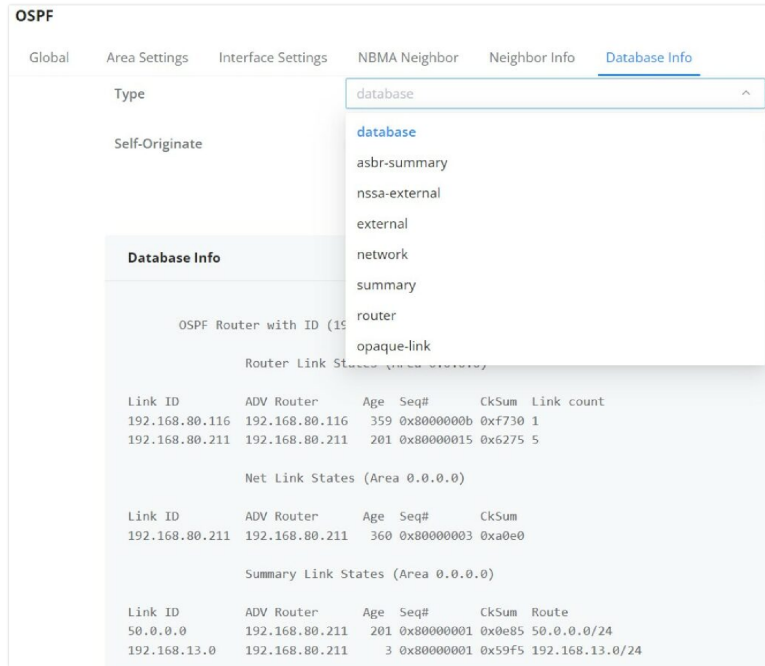 OSPF
Global Area Settings Interface Settings NBMA Neighbor Neighbor Info Database Info
Type database
database
Self-Originate
asbr-summary
nssa-external
external
network
summary
router
opaque-link
Database Info
OSPF Router with ID (19
Router Link States (Area 0.0.0.0)
Link ID ADV Router Age Seq# CkSum Link count
192.168.80.116 192.168.80.116 359 0x8000000b 0xf730 1
192.168.80.211 192.168.80.211 201 0x80000015 0x6275 5
Net Link States (Area 0.0.0.0)
Link ID ADV Router Age Seq# CkSum
192.168.80.211 192.168.80.211 360 0x80000003 0xa0e0
Summary Link States (Area 0.0.0.0)
Link ID ADV Router Age Seq# CkSum Route
50.0.0.0 192.168.80.211 201 0x80000001 0x0e85 50.0.0.0/24
192.168.13.0 192.168.80.211 3 0x80000001 0x59f5 192.168.13.0/24